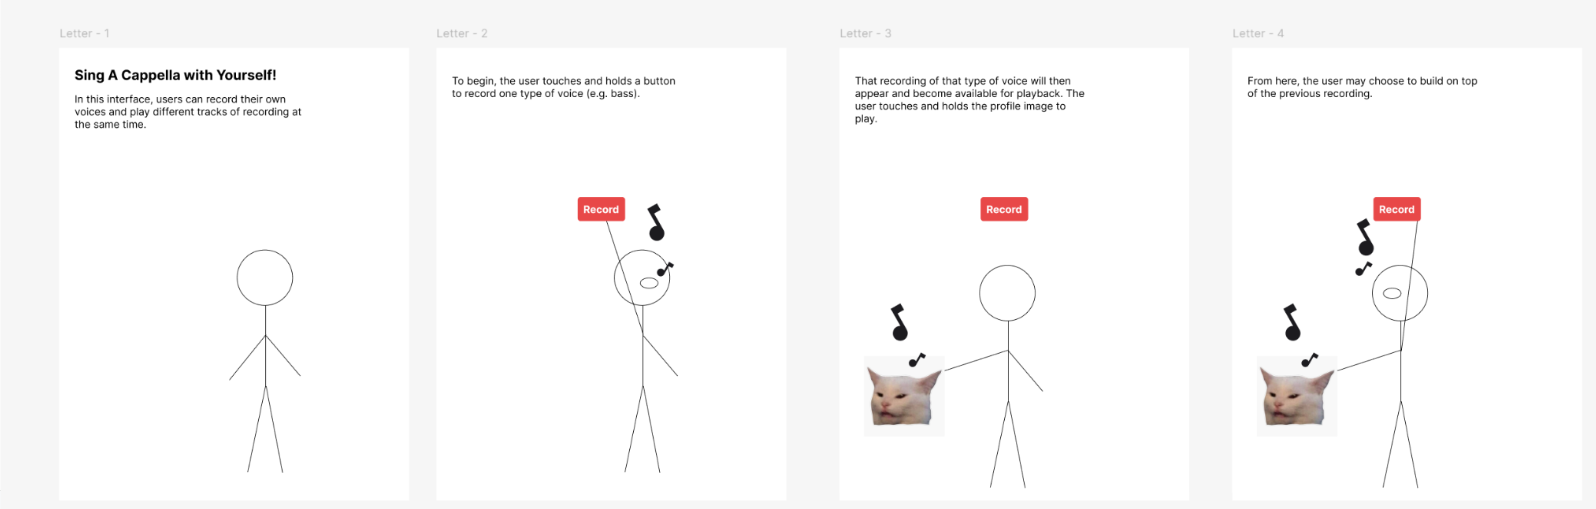 Letter - 1
Sing A Cappella with Yourself!
In this interface, users can record their own
voices and play different tracks of recording at
the same time.
Letter - 2
To begin, the user touches and holds a button
to record one type of voice (e.g. bass).
Record
Letter - 3
That recording of that type of voice will then
appear and become available for playback. The
user touches and holds the profile image to
play.
Record
Letter - 4
From here, the user may choose to build on top
of the previous recording.
Record